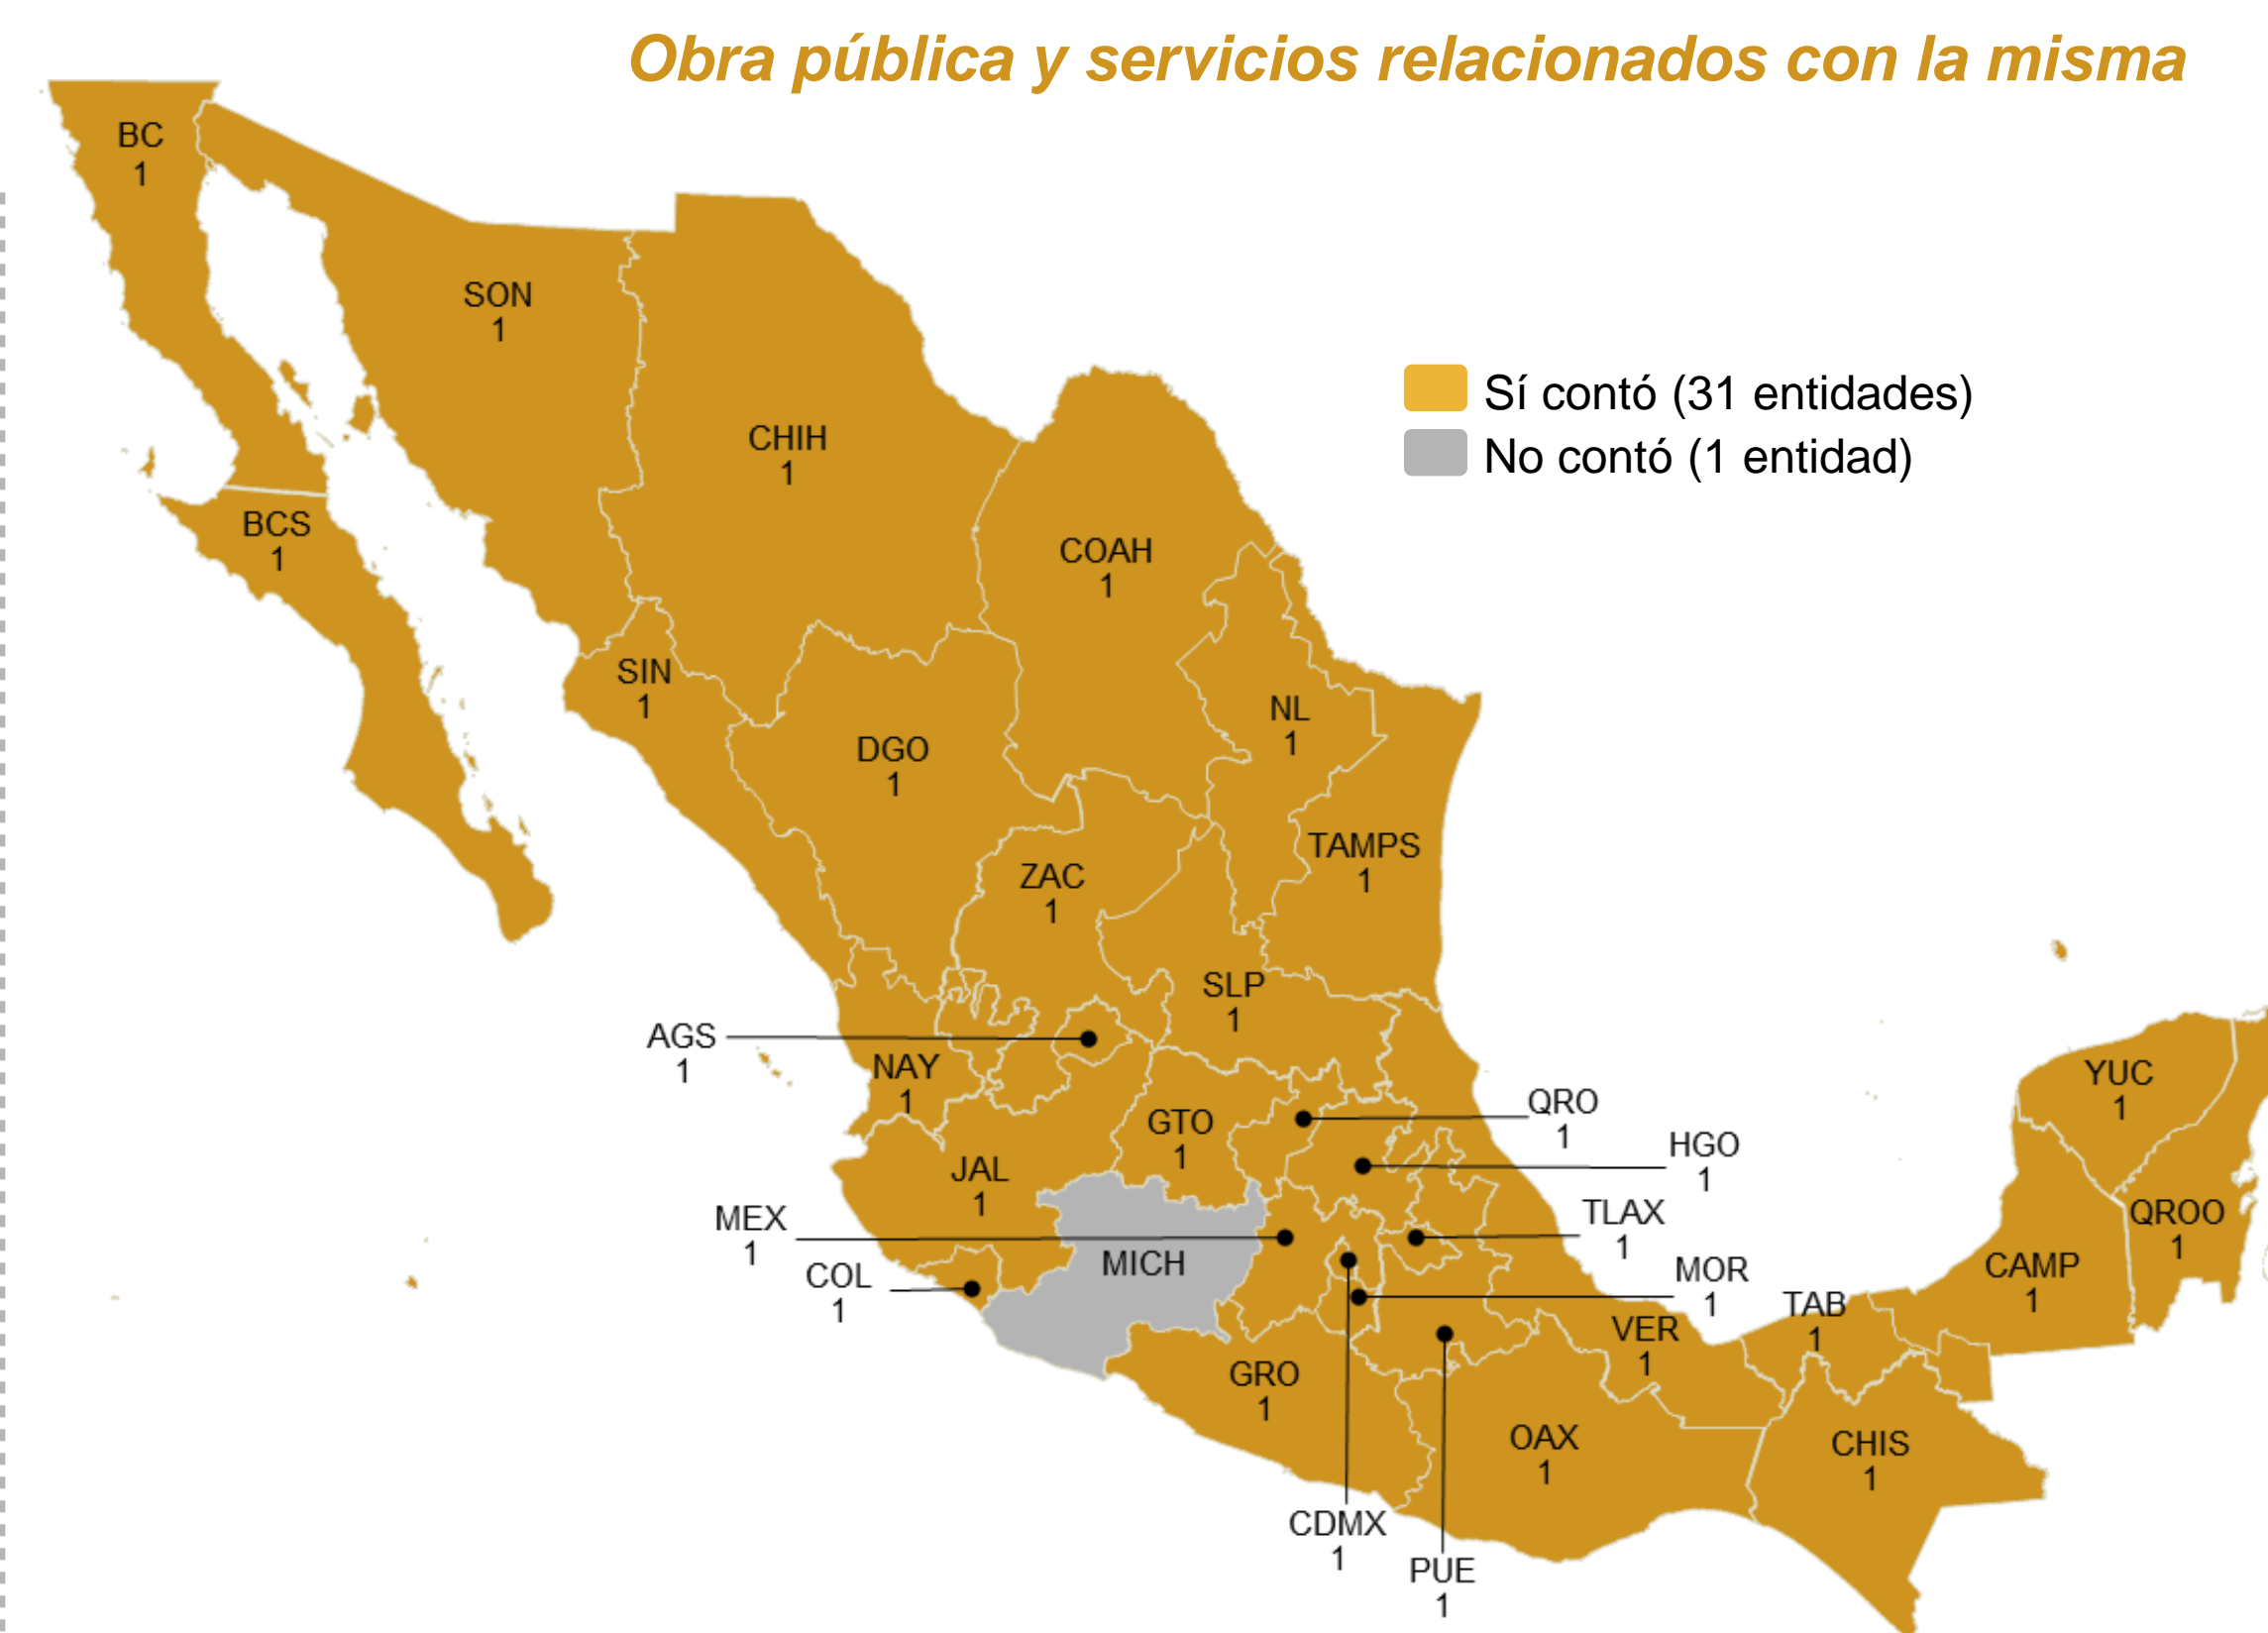 Obra pública y servicios relacionados con la misma
BC
1
SON
1
Sí contó (31 entidades)
No contó (1 entidad)
CHIH
1
BCS
1
COAH
1
SIN
1
NL
1
DGO
1
TAMPS
1
ZAC
1
SLP
1
AGS
1
NAY
1
YUC
1
QRO
1
GTO
1
HGO
1
JAL
1
MEX
1
TLAX
1
QROO
1
MICH
COL
1
MOR
1
CAMP
1
TAB
1
VER
1
GRO
1
OAX
1
CHIS
1
CDMX
1
PUE
1